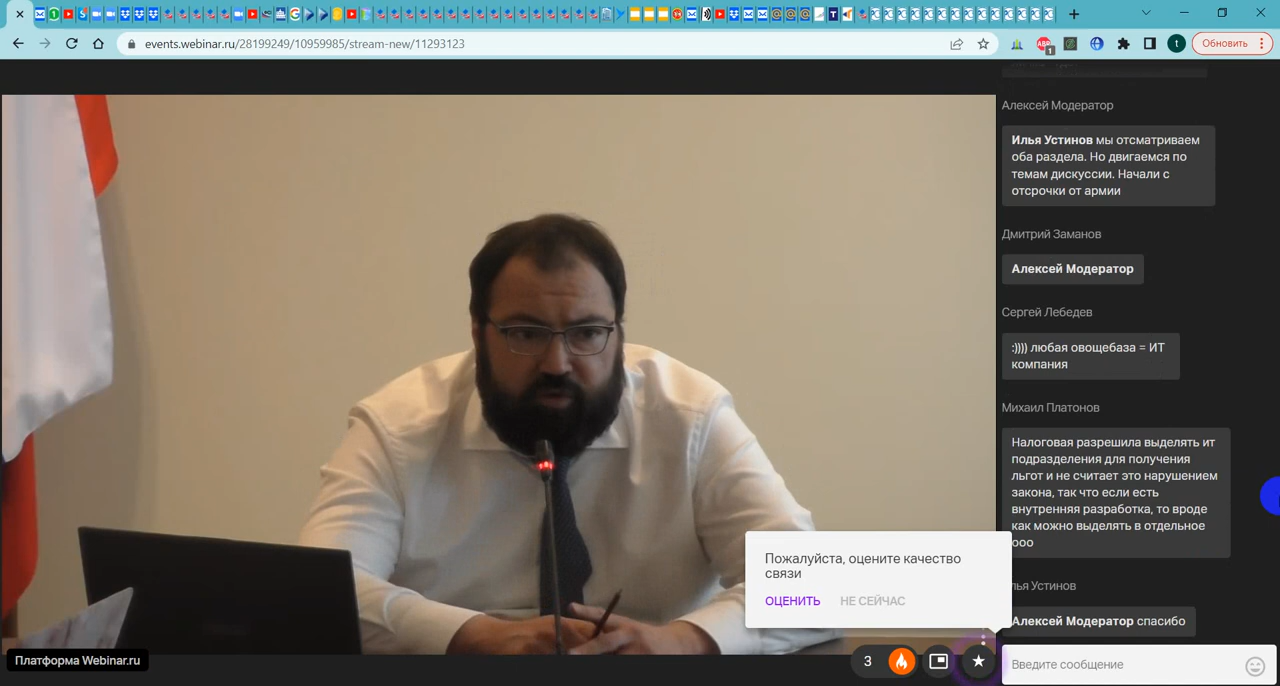 events.webinar.ru/28199249/10959985/stream-new/11293123
Обновить
Алексей Модератор
Илья Устинов мы отсматриваем
оба раздела. Но двигаемся по
темам дискуссии. Начали с
отсрочки от армии
Дмитрий Заманов
Алексей Модератор
Сергей Лебедев
:)))) любая овощебаза = ИТ
компания
Михаил Платонов
Налоговая разрешила выделять ит
подразделения для получения
льгот и не считает это нарушением
закона, так что если есть
внутренняя разработка, то вроде
как можно выделять в отдельное
ооо
лья Устинов
Алексей Модератор спасибо
Введите сообщение
Пожалуйста, оцените качество
связи
ОЦЕНИТЬ НЕ СЕЙЧАС
3
Платформа Webinar.ru